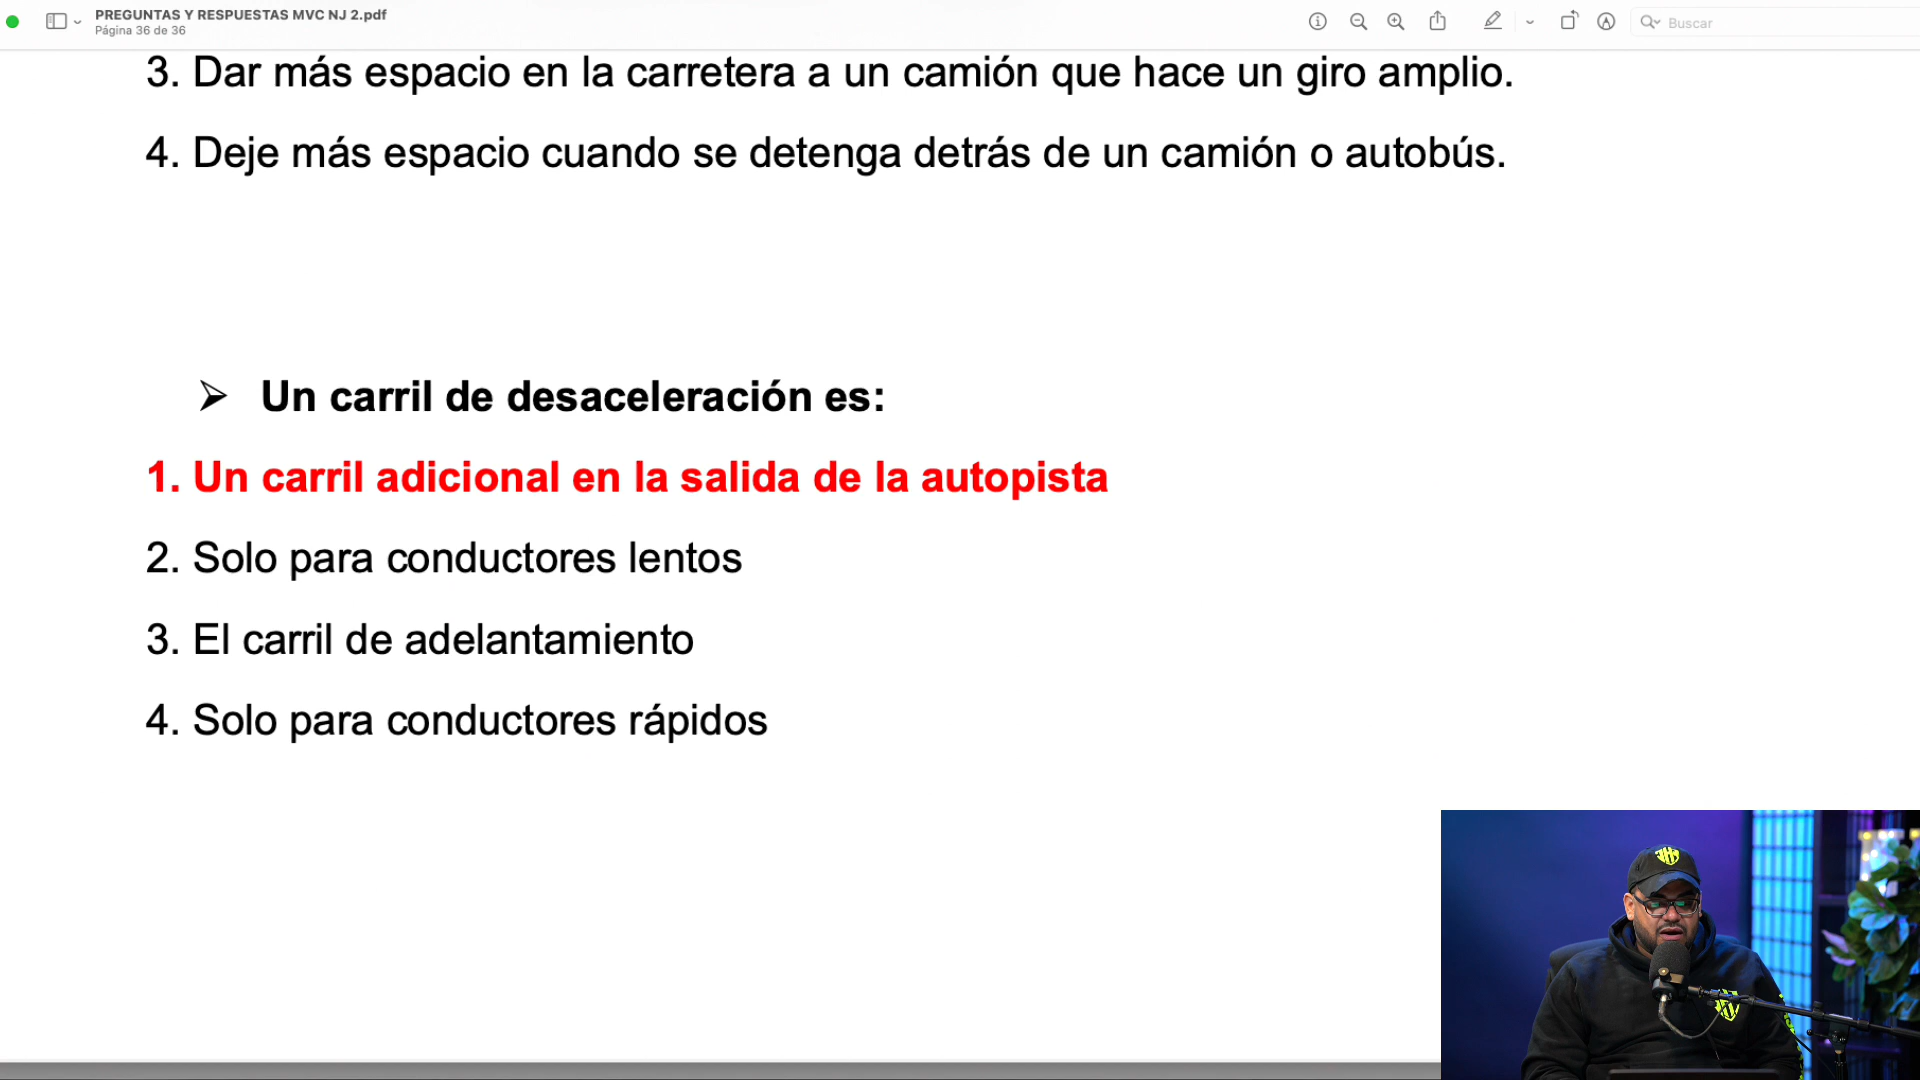 PREGUNTAS Y RESPUESTAS MVC NJ 2.pdf
Página 36 de 36
Buscar
3. Dar más espacio en la carretera a un camión que hace un giro amplio.
4. Deje más espacio cuando se detenga detrás de un camión o autobús.
➢ Un carril de desaceleración es:
1. Un carril adicional en la salida de la autopista
2. Solo para conductores lentos
3. El carril de adelantamiento
4. Solo para conductores rápidos